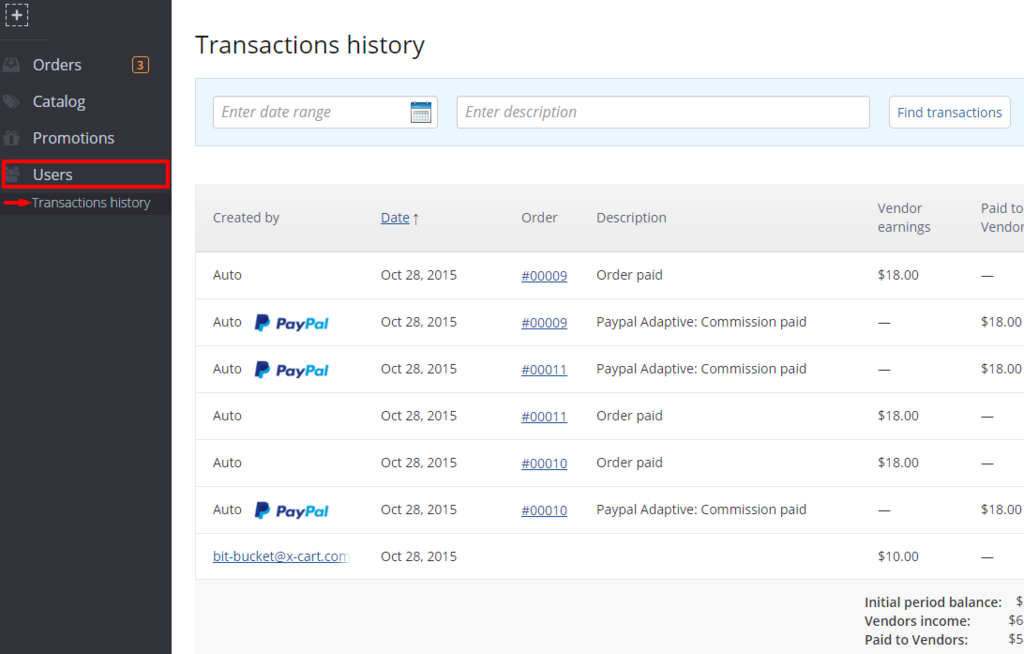 Orders 3
Catalog
Promotions
Users
Transactions history
Transactions history
Enter date range Enter description Find transactions
Created by Date ↑ Order Description Vendor earnings Paid to Vendor
Auto Oct 28, 2015 #00009 Order paid $18.00 —
Auto PayPal Oct 28, 2015 #00009 Paypal Adaptive: Commission paid — $18.00
Auto PayPal Oct 28, 2015 #00011 Paypal Adaptive: Commission paid — $18.00
Auto Oct 28, 2015 #00011 Order paid $18.00 —
Auto Oct 28, 2015 #00010 Order paid $18.00 —
Auto PayPal Oct 28, 2015 #00010 Paypal Adaptive: Commission paid — $18.00
bit-bucket@x-cart.com Oct 28, 2015 $10.00 —
Initial period balance: $
Vendors income: $6
Paid to Vendors: $5